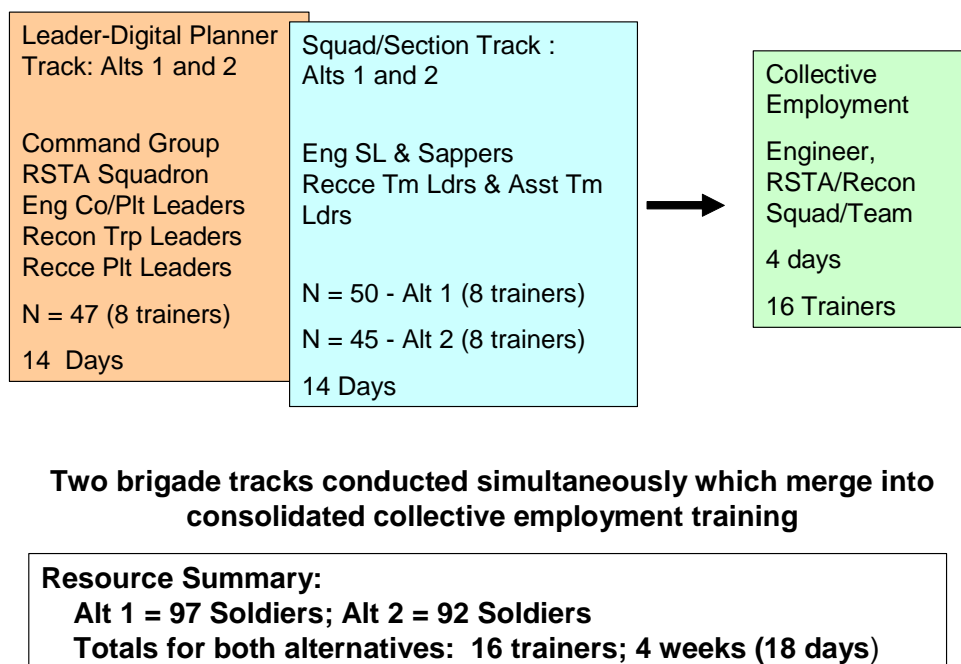 Leader-Digital Planner
Track: Alts 1 and 2
Command Group
RSTA Squadron
Eng Co/Plt Leaders
Recon Trp Leaders
Recce Plt Leaders
N = 47 (8 trainers)
14  Days
Squad/Section Track :
Alts 1 and 2
Eng SL & Sappers
Recce Tm Ldrs & Asst Tm
Ldrs
N = 50 - Alt 1 (8 trainers)
N = 45 - Alt 2 (8 trainers)
14 Days
Collective
Employment
Engineer,
RSTA/Recon
Squad/Team
4 days
16 Trainers
Two brigade tracks conducted simultaneously which merge into
consolidated collective employment training
Resource Summary:
Alt 1 = 97 Soldiers; Alt 2 = 92 Soldiers
Totals for both alternatives:  16 trainers; 4 weeks (18 days)